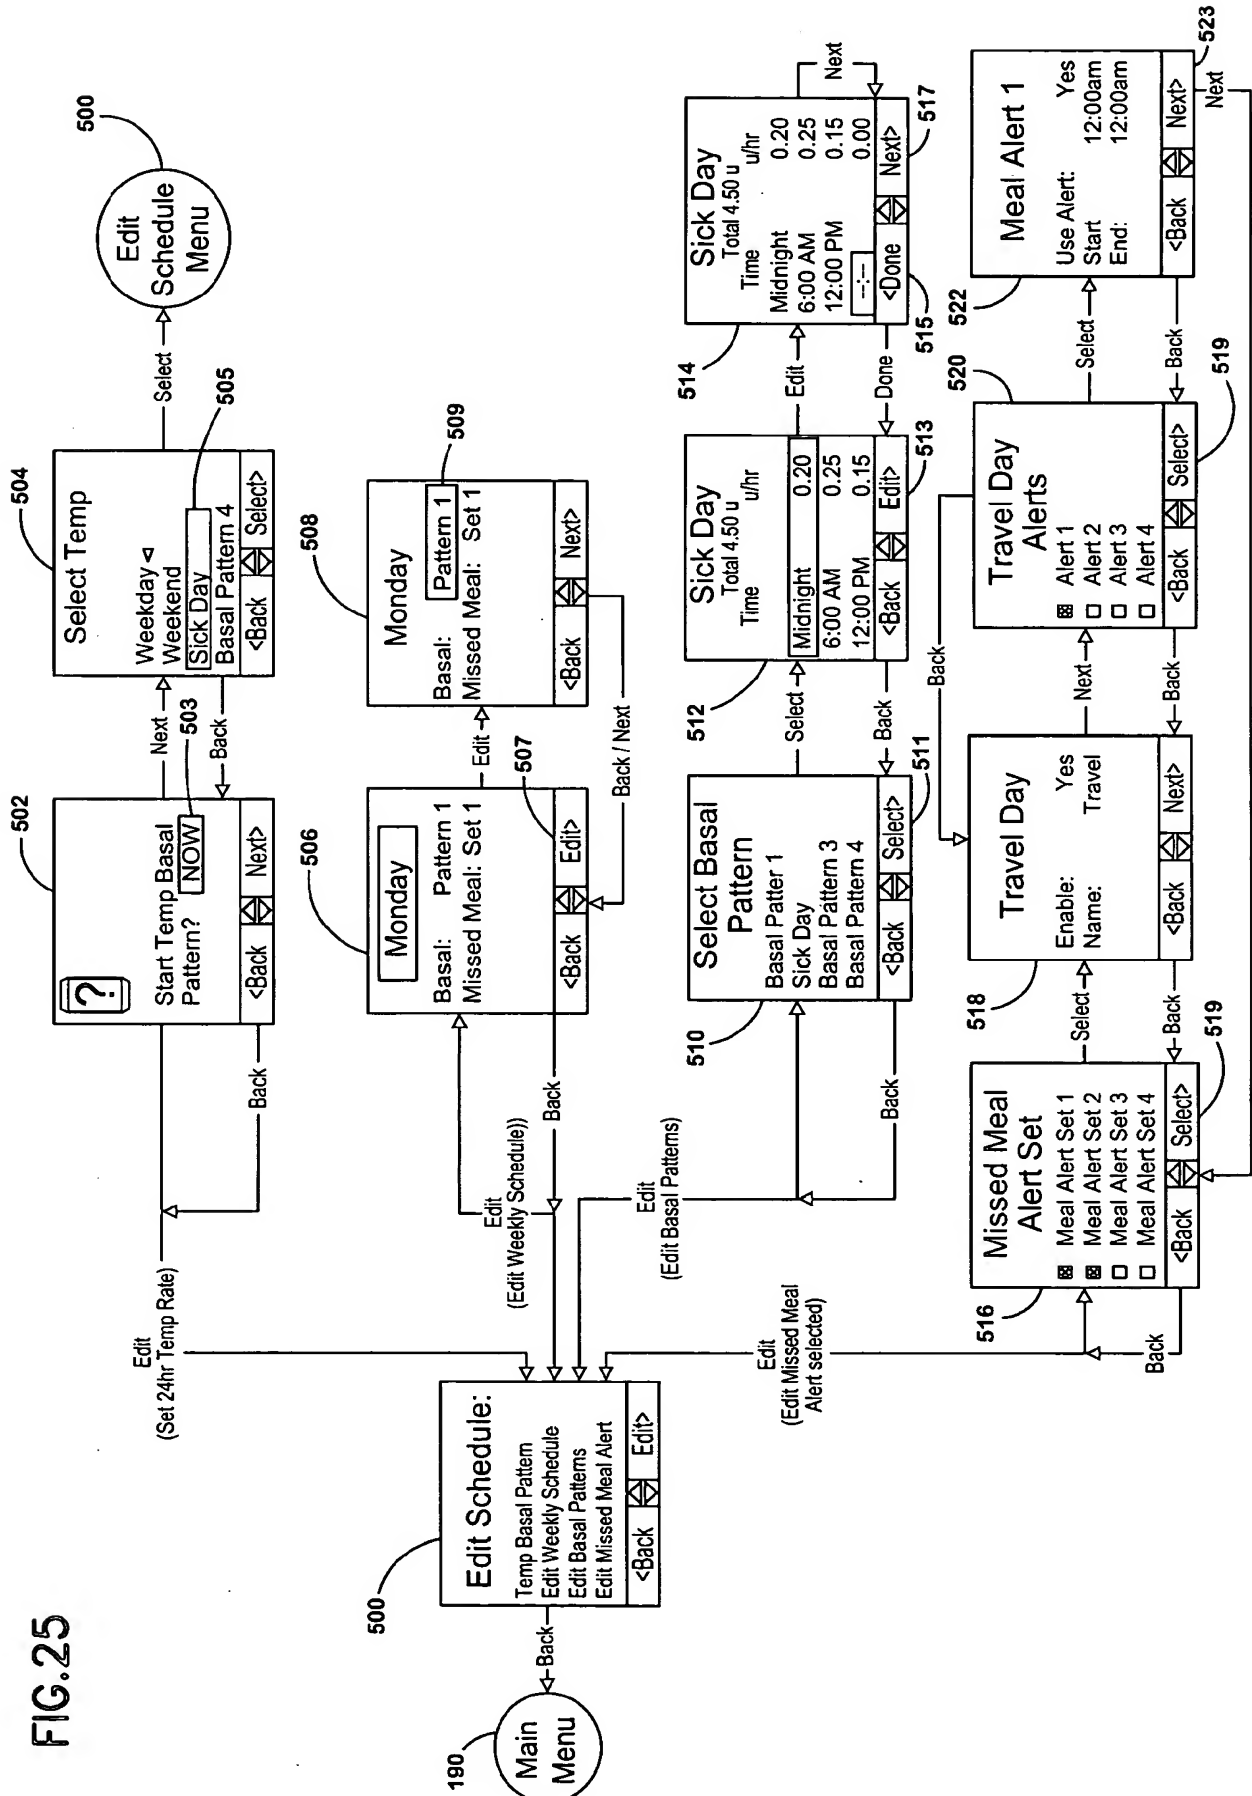 FIG.25
190
Main
Menu
Back
500
Edit Schedule:
Temp Basal Pattem
Edit Weekly Schedule
Edit Basal Patterns
Edit Missed Meal Alert
<Back Edit>
Edit
(Set 24hr Temp Rate)
Back
502
?
Start Temp Basal
Pattern? NOW
503
<Back Next>
Next
Back
504
Select Temp
Weekday
Weekend
Sick Day
Basal Pattern 4
505
<Back Select>
Select
500
Edit
Schedule
Menu
Edit
(Edit Weekly Schedule))
Back
506
Monday
Basal: Pattern 1
Missed Meal: Set 1
507
<Back Edit>
Edit
Back / Next
508
Monday
Basal: Pattern 1
Missed Meal: Set 1
509
<Back Next>
Edit
(Edit Basal Patterns)
Back
510
Select Basal
Pattern
Basal Patter 1
Sick Day
Basal Pattern 3
Basal Pattern 4
<Back Select>
511
Select
Back
512
Sick Day
Total 4.50 u
Time u/hr
Midnight 0.20
6:00 AM 0.25
12:00 PM 0.15
<Back Edit>
513
Edit
Done
514
Sick Day
Total 4.50 u
Time u/hr
Midnight 0.20
6:00 AM 0.25
12:00 PM 0.15
--:-- 0.00
<Done Next>
515
517
Next
Edit
(Edit Missed Meal
Alert selected)
Back
516
Missed Meal
Alert Set
Meal Alert Set 1
Meal Alert Set 2
Meal Alert Set 3
Meal Alert Set 4
<Back Select>
519
Select
Back
518
Travel Day
Enable: Yes
Name: Travel
<Back Next>
Next
Back
Back
520
Travel Day
Alerts
Alert 1
Alert 2
Alert 3
Alert 4
<Back Select>
519
Select
Back
522
Meal Alert 1
Use Alert: Yes
Start 12:00am
End: 12:00am
<Back Next>
523
Next